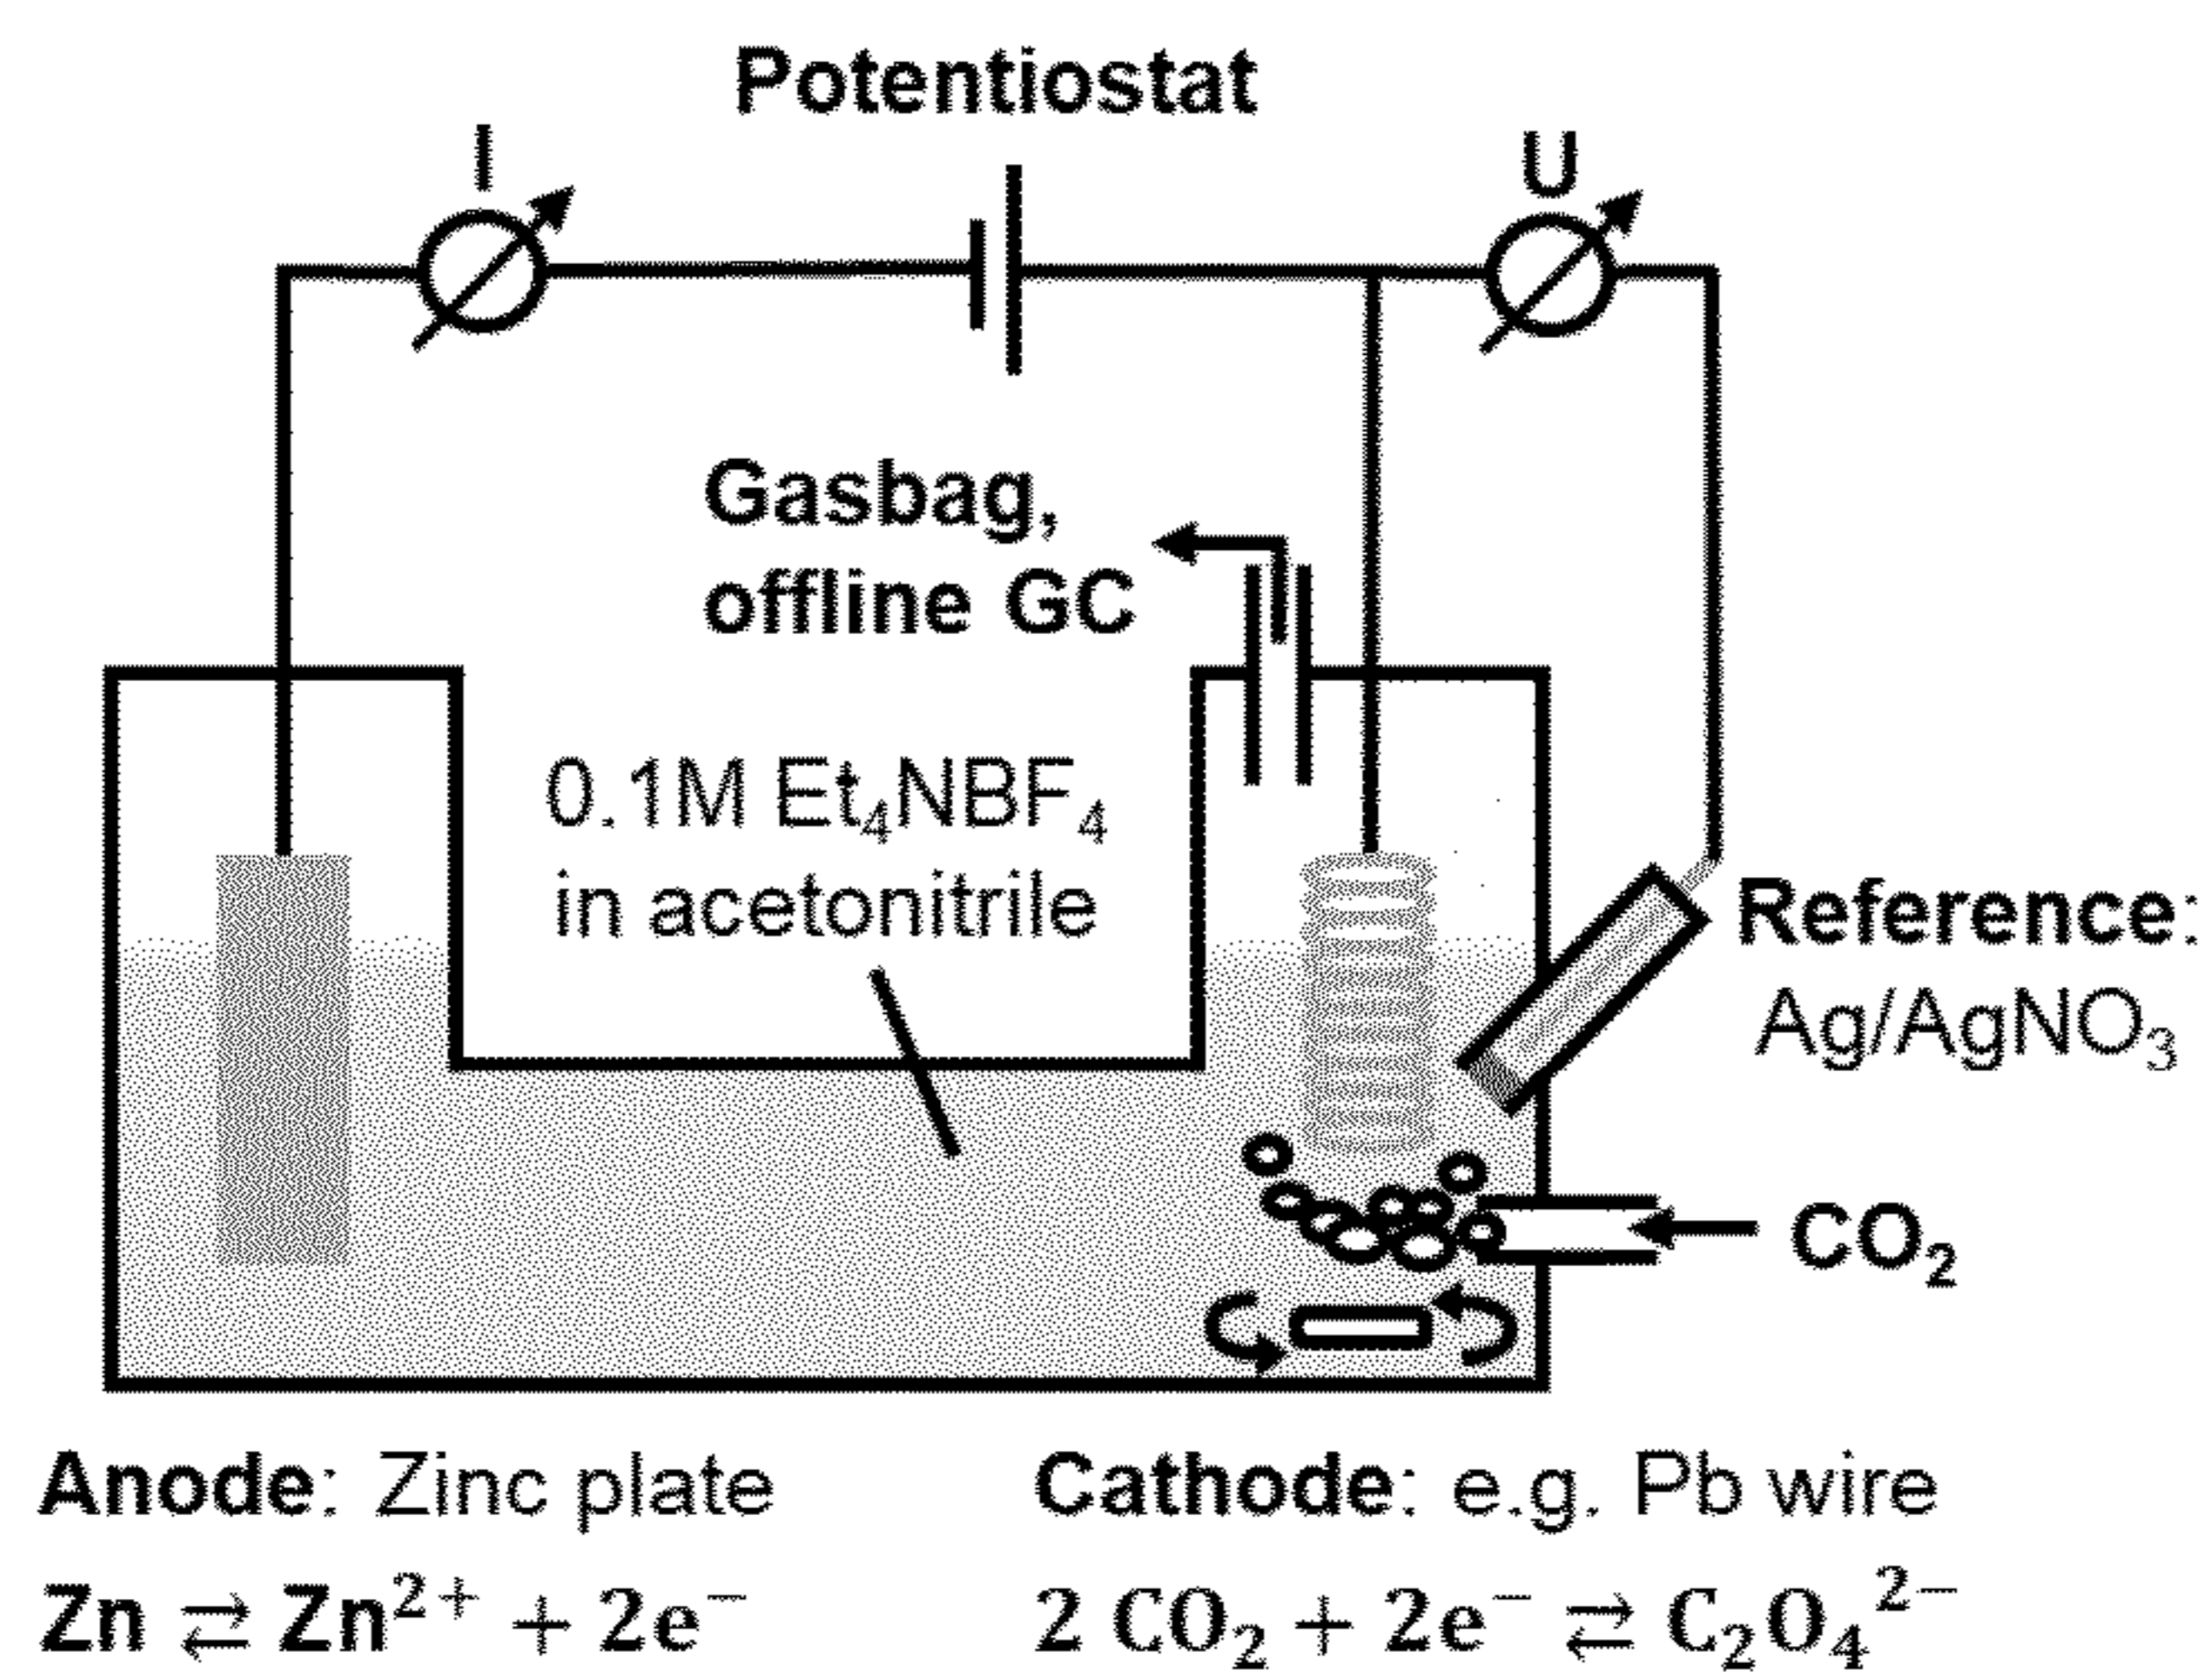 Potentiostat
I
U
Gasbag,
offline GC
0.1M Et₄NBF₄
in acetonitrile
Reference:
Ag/AgNO₃
CO₂
Anode: Zinc plate
Cathode: e.g. Pb wire
Zn ⇄ Zn²⁺ + 2e⁻
2 CO₂ + 2e⁻ ⇄ C₂O₄²⁻